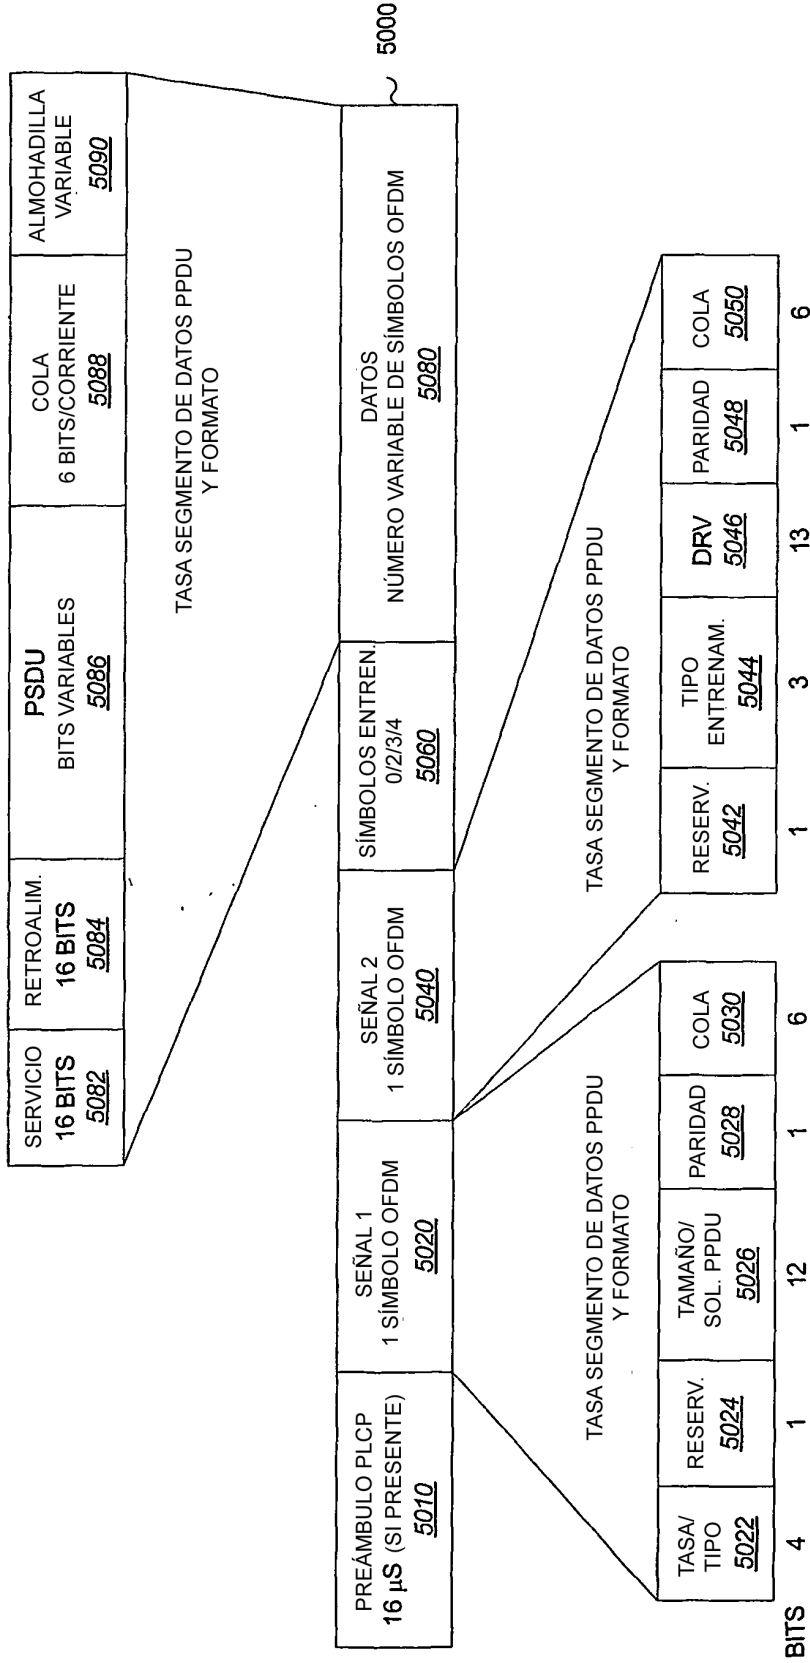 SERVICIO
16 BITS
5082
RETROALIM.
16 BITS
5084
PSDU
BITS VARIABLES
5086
COLA
6 BITS/CORRIENTE
5088
ALMOHADILLA
VARIABLE
5090
TASA SEGMENTO DE DATOS PPDU
Y FORMATO
PREÁMBULO PLCP
16 µS (SI PRESENTE)
5010
SEÑAL 1
1 SÍMBOLO OFDM
5020
SEÑAL 2
1 SÍMBOLO OFDM
5040
SÍMBOLOS ENTREN.
0/2/3/4
5060
DATOS
NÚMERO VARIABLE DE SÍMBOLOS OFDM
5080
5000
TASA SEGMENTO DE DATOS PPDU
Y FORMATO
TASA SEGMENTO DE DATOS PPDU
Y FORMATO
TASA/
TIPO
5022
RESERV.
5024
TAMAÑO/
SOL. PPDU
5026
PARIDAD
5028
COLA
5030
RESERV.
5042
TIPO
ENTRENAM.
5044
DRV
5046
PARIDAD
5048
COLA
5050
BITS 4 1 12 1 6 1 3 13 1 6